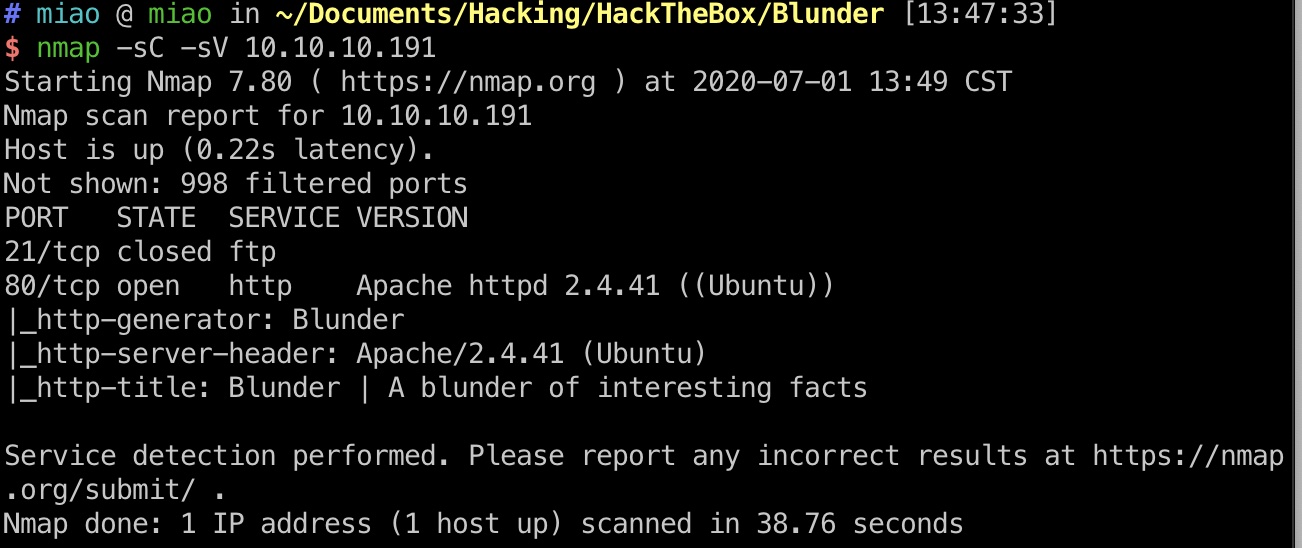 # miao @ miao in ~/Documents/Hacking/HackTheBox/Blunder [13:47:33]
$ nmap -sC -sV 10.10.10.191
Starting Nmap 7.80 ( https://nmap.org ) at 2020-07-01 13:49 CST
Nmap scan report for 10.10.10.191
Host is up (0.22s latency).
Not shown: 998 filtered ports
PORT   STATE  SERVICE VERSION
21/tcp closed ftp
80/tcp open   http    Apache httpd 2.4.41 ((Ubuntu))
|_http-generator: Blunder
|_http-server-header: Apache/2.4.41 (Ubuntu)
|_http-title: Blunder | A blunder of interesting facts

Service detection performed. Please report any incorrect results at https://nmap
.org/submit/ .
Nmap done: 1 IP address (1 host up) scanned in 38.76 seconds